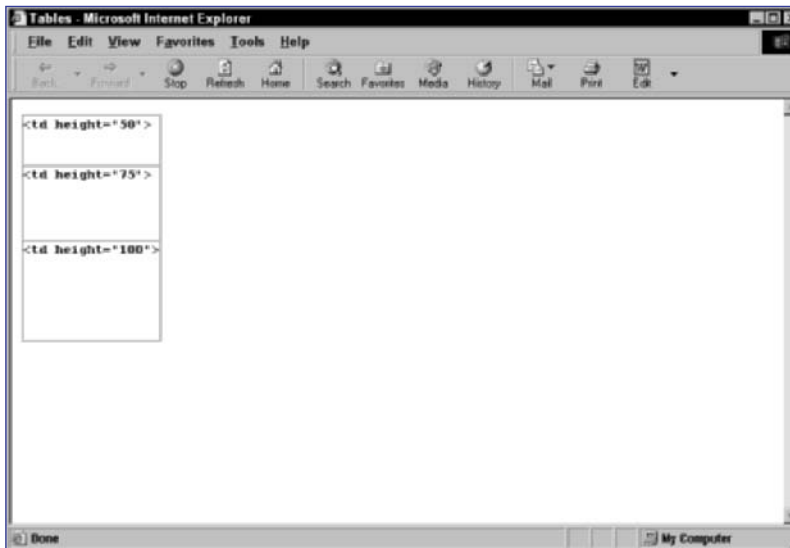 Tables - Microsoft Internet Explorer
File Edit View Favorites Tools Help
Back Forward Stop Refresh Home Search Favorites Media History Mail Print Edit
<td height="50">
<td height="75">
<td height="100">
Done My Computer